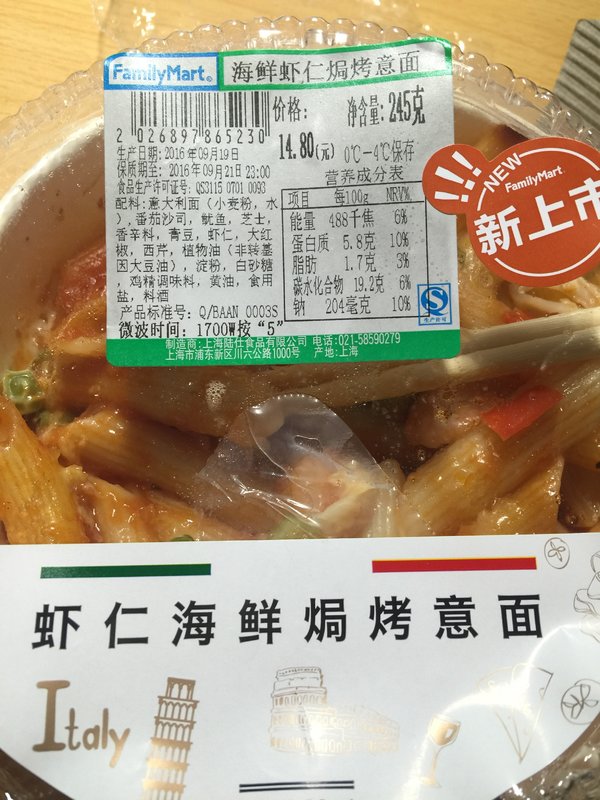 FamilyMart® 海鲜虾仁焗烤意面
价格: 净含量: 245克
2 026897 865230
14.80(元) 0℃—4℃保存
生产日期: 2016年09月19日
保质期至: 2016年09月21日 23:00
食品生产许可证号: QS3115 0701 0093
配料: 意大利面（小麦粉，水
），番茄沙司，鱿鱼，芝士，
香辛料，青豆，虾仁，大红
椒，西芹，植物油（非转基
因大豆油），淀粉，白砂糖
，鸡精调味料，黄油，食用
盐，料酒
产品标准号: Q/BAAN 0003S
微波时间: 1700W按“5”
营养成分表
项目 每100g NRV%
能量 488千焦 6%
蛋白质 5.8克 10%
脂肪 1.7克 3%
碳水化合物 19.2克 6%
钠 204毫克 10%
QS
生产许可
制造商: 上海陆仕食品有限公司 电话: 021-58590279
上海市浦东新区川六公路1000号 产地: 上海
NEW
FamilyMart
新上市
虾仁海鲜焗烤意面
Italy